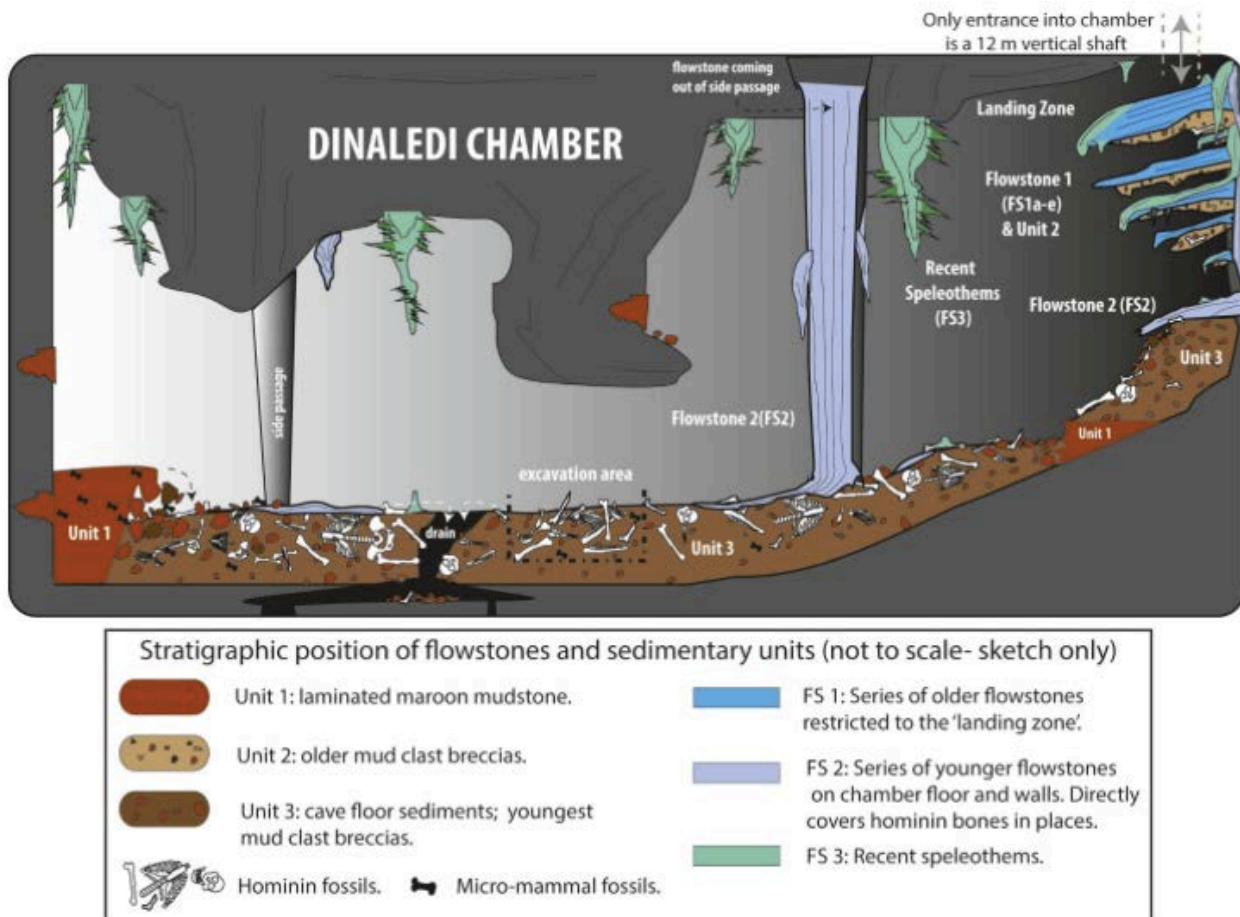 Only entrance into chamber
is a 12 m vertical shaft
flowstone coming
out of side passage
Landing Zone
DINALEDI CHAMBER
Flowstone 1
(FS1a-e)
& Unit 2
Recent
Speleothems
(FS3)
Flowstone 2 (FS2)
Unit 3
side passage
Flowstone 2(FS2)
Unit 1
excavation area
Unit 1
drain
Unit 3
Stratigraphic position of flowstones and sedimentary units (not to scale- sketch only)
Unit 1: laminated maroon mudstone.
Unit 2: older mud clast breccias.
Unit 3: cave floor sediments; youngest
mud clast breccias.
Hominin fossils.
Micro-mammal fossils.
FS 1: Series of older flowstones
restricted to the 'landing zone'.
FS 2: Series of younger flowstones
on chamber floor and walls. Directly
covers hominin bones in places.
FS 3: Recent speleothems.